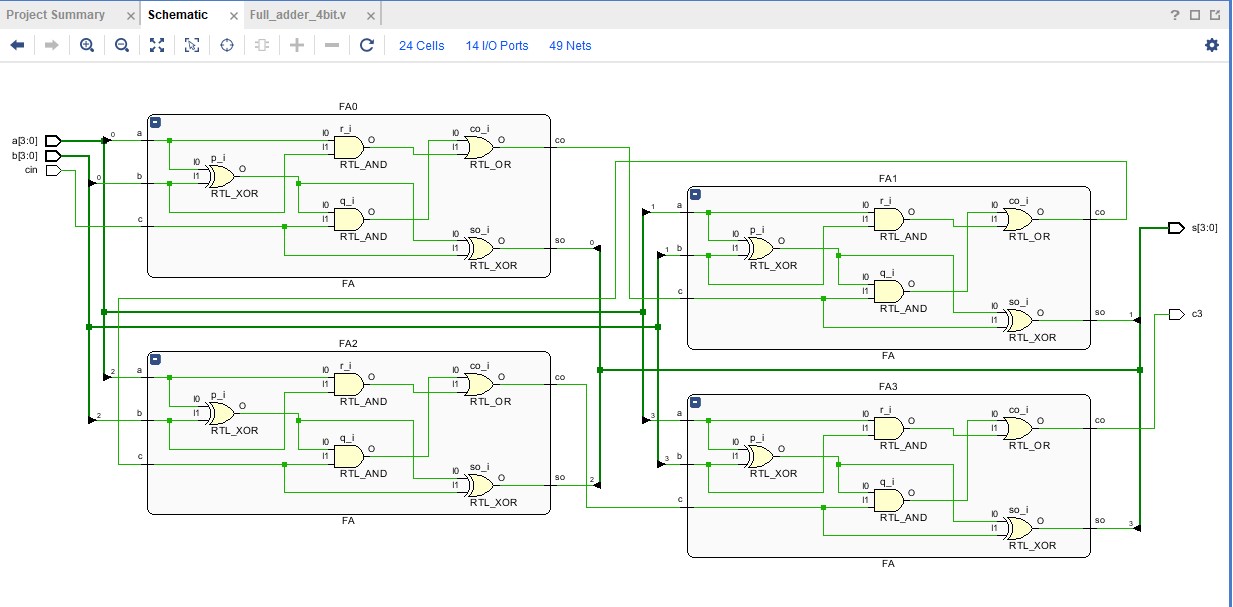 Project Summary × Schematic × Full_adder_4bit.v × ?
24 Cells 14 I/O Ports 49 Nets
FA0
a[3:0]
b[3:0]
cin
0
0
a
b
c
I0
I1
p_i
O
RTL_XOR
I0
I1
r_i
O
RTL_AND
I0
I1
q_i
O
RTL_AND
I0
I1
co_i
O
RTL_OR
I0
I1
so_i
O
RTL_XOR
co
so
0
FA
FA1
1
1
a
b
c
I0
I1
p_i
O
RTL_XOR
I0
I1
r_i
O
RTL_AND
I0
I1
q_i
O
RTL_AND
I0
I1
co_i
O
RTL_OR
I0
I1
so_i
O
RTL_XOR
co
so
1
FA
s[3:0]
c3
FA2
2
2
a
b
c
I0
I1
p_i
O
RTL_XOR
I0
I1
r_i
O
RTL_AND
I0
I1
q_i
O
RTL_AND
I0
I1
co_i
O
RTL_OR
I0
I1
so_i
O
RTL_XOR
co
so
2
FA
FA3
3
3
a
b
c
I0
I1
p_i
O
RTL_XOR
I0
I1
r_i
O
RTL_AND
I0
I1
q_i
O
RTL_AND
I0
I1
co_i
O
RTL_OR
I0
I1
so_i
O
RTL_XOR
co
so
3
FA